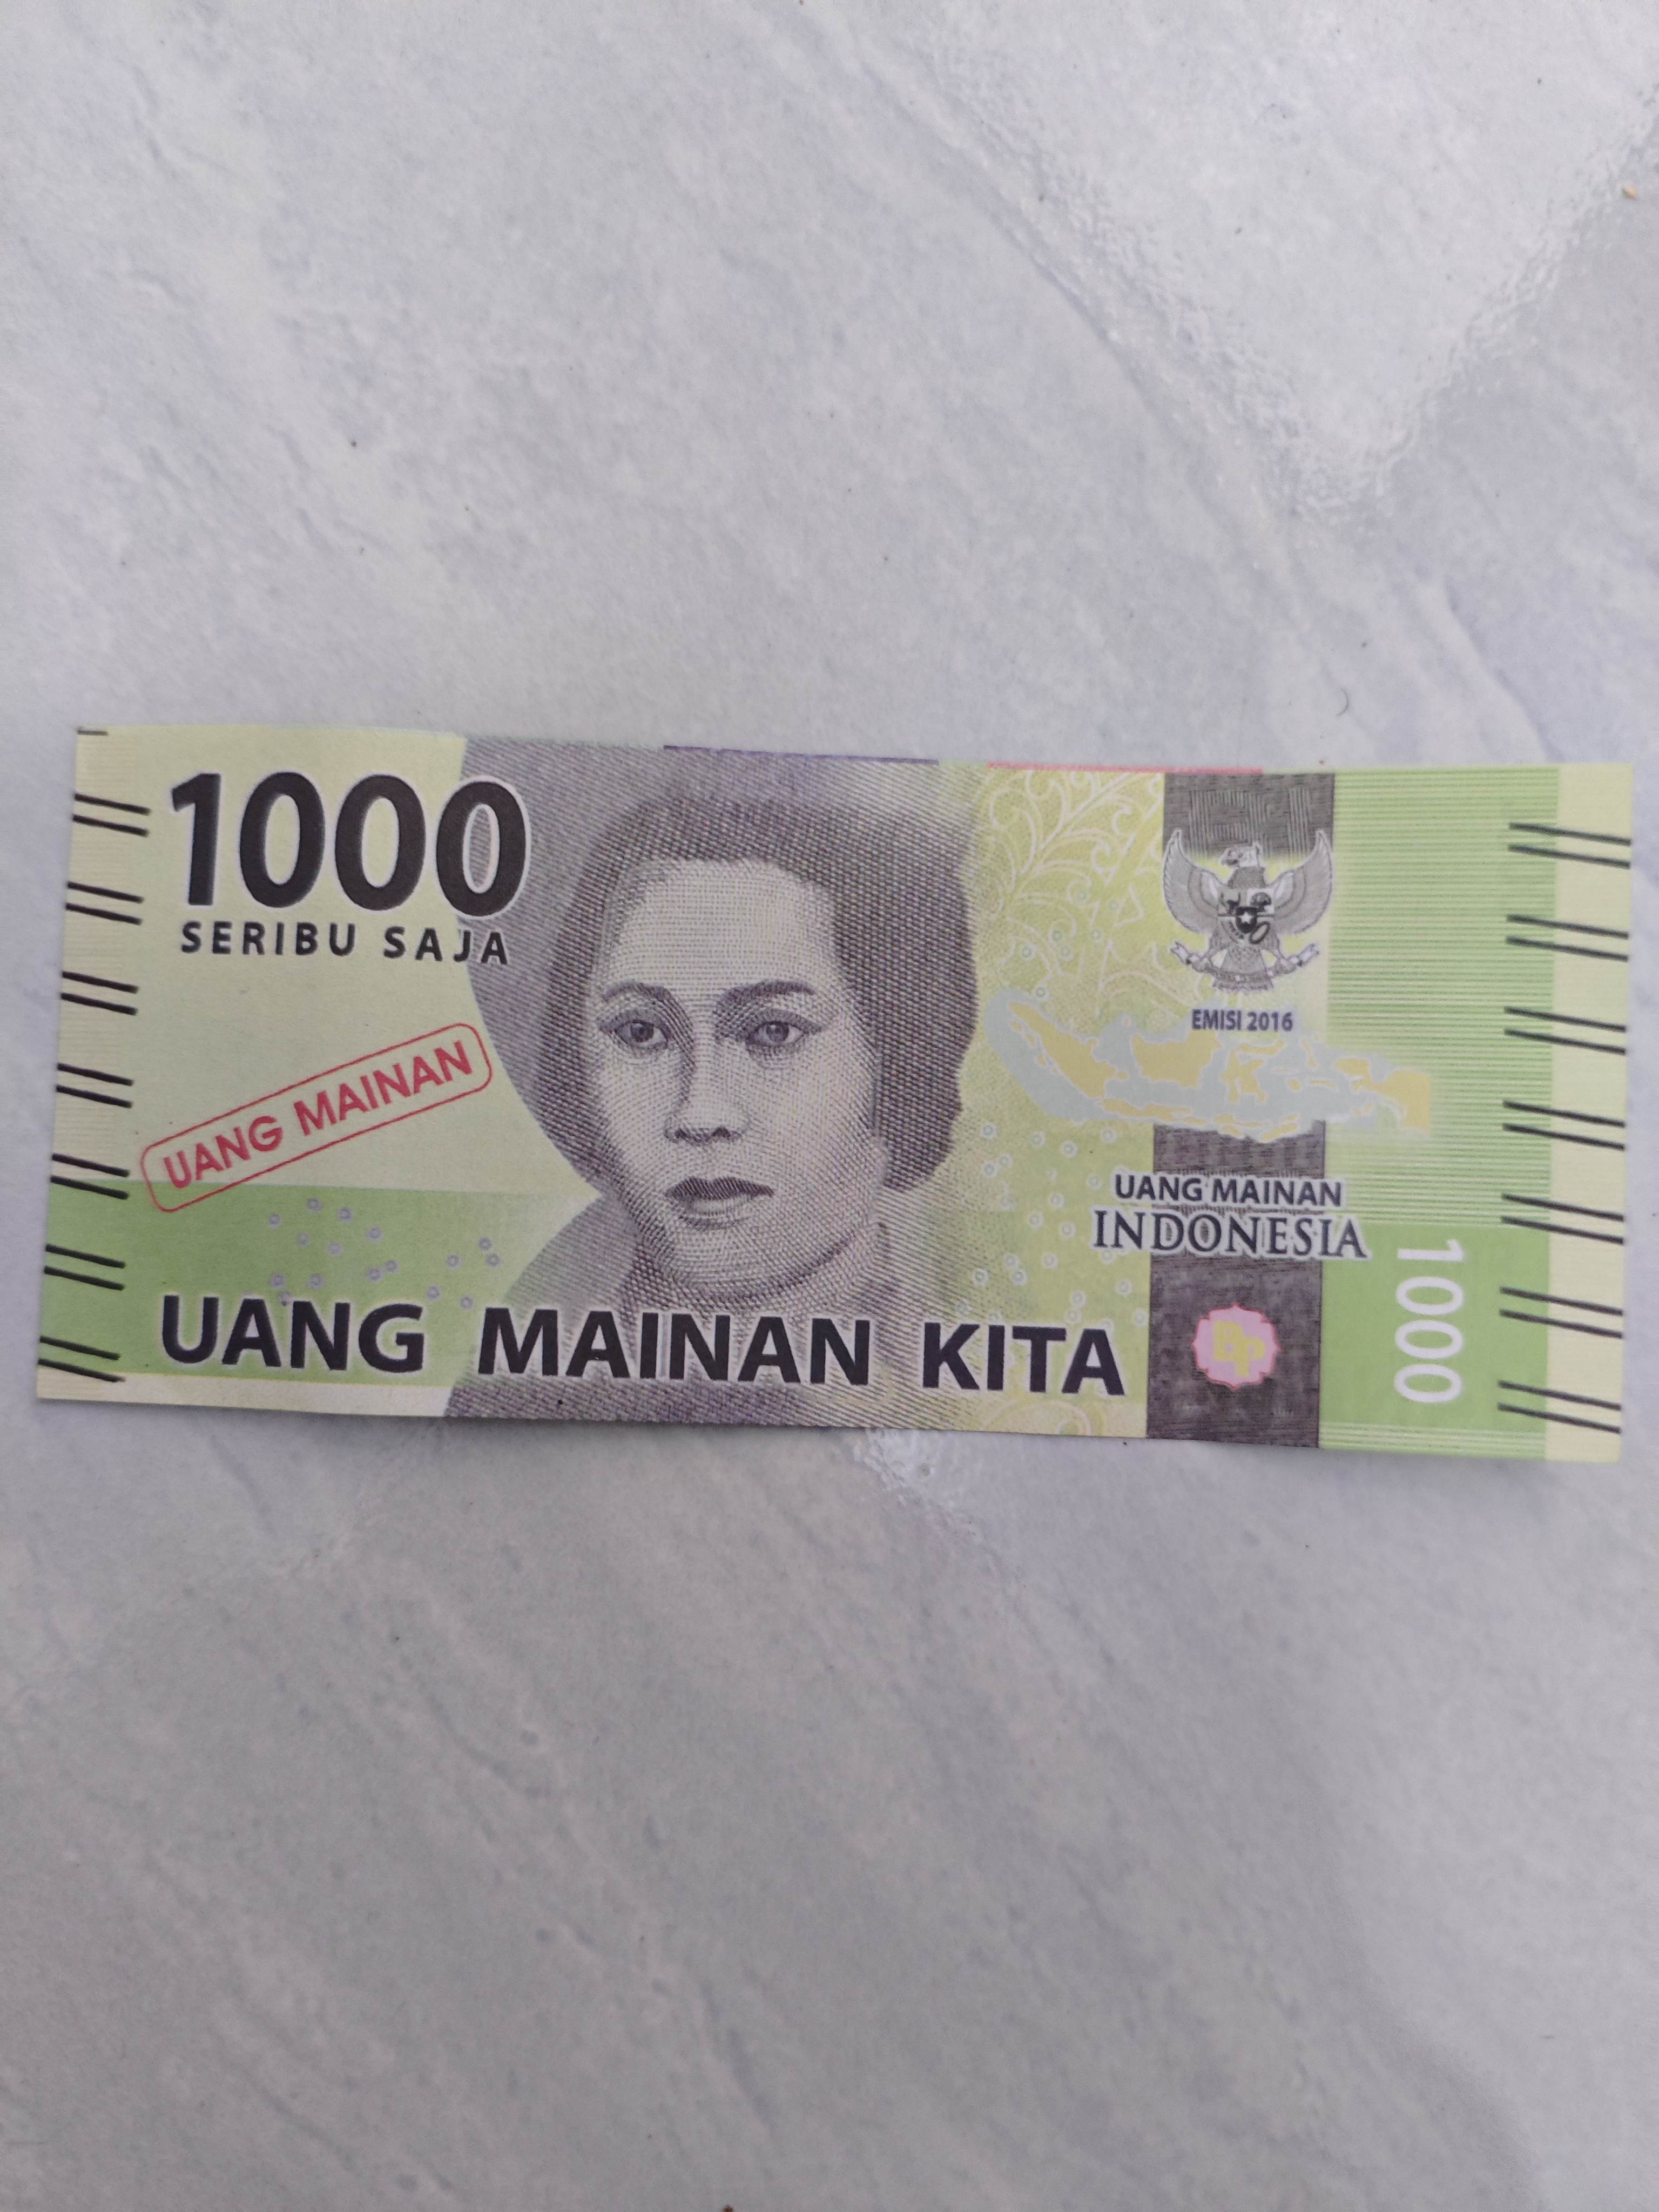 1000
SERIBU SAJA
UANG MAINAN
EMISI 2016
UANG MAINAN
INDONESIA
UANG MAINAN KITA
1000